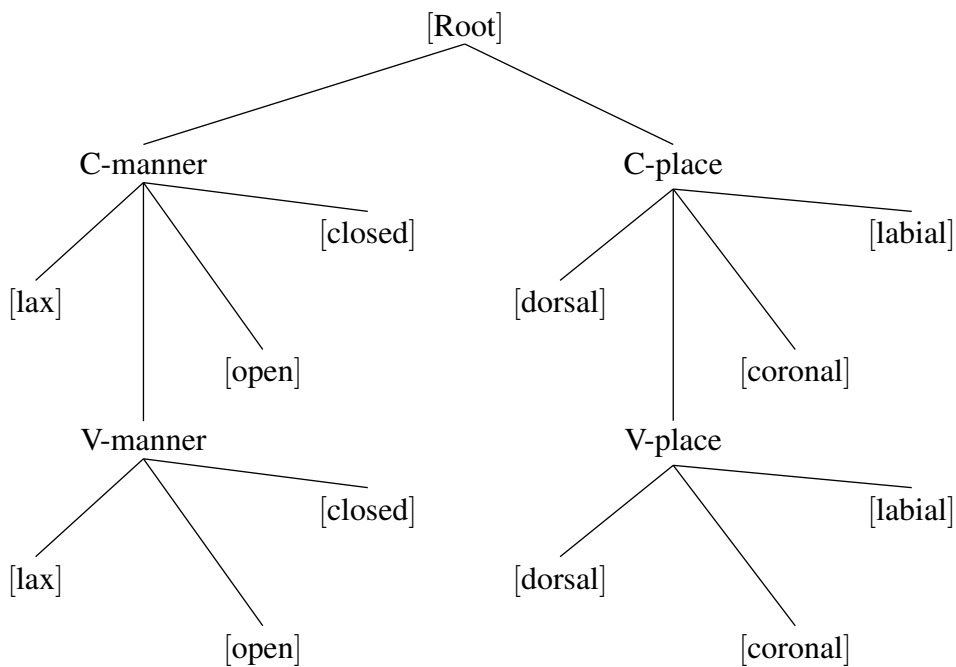 [Root]
C-manner C-place
[closed] [labial]
[lax] [dorsal]
[open] [coronal]
V-manner V-place
[closed] [labial]
[lax] [dorsal]
[open] [coronal]